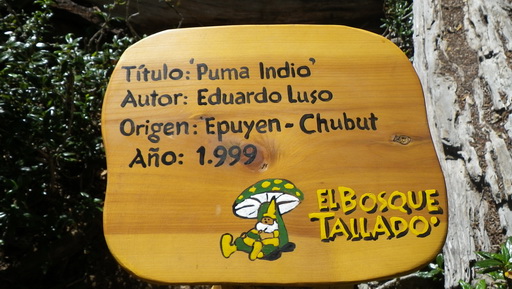 Título: 'Puma Indio'
Autor: Eduardo Luso
Origen: 'Epuyen - Chubut
Año: 1.999
EL BOSQUE
TALLADO'